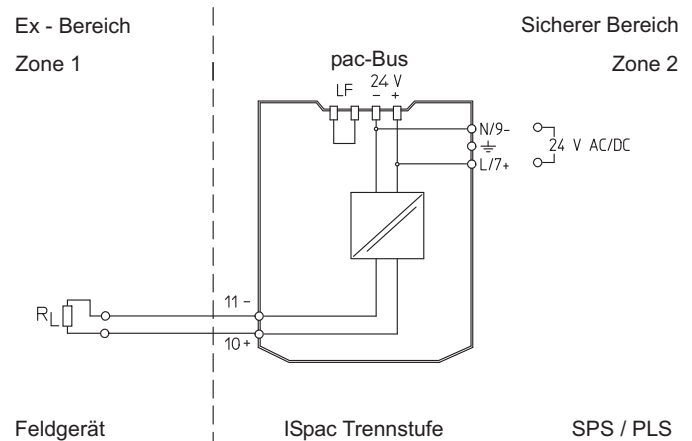 Ex - Bereich
Sicherer Bereich
Zone 1
pac-Bus
Zone 2
LF
24 V
- +
N/9-
24 V AC/DC
L/7+
11 -
RL
10 +
Feldgerät
ISpac Trennstufe
SPS / PLS